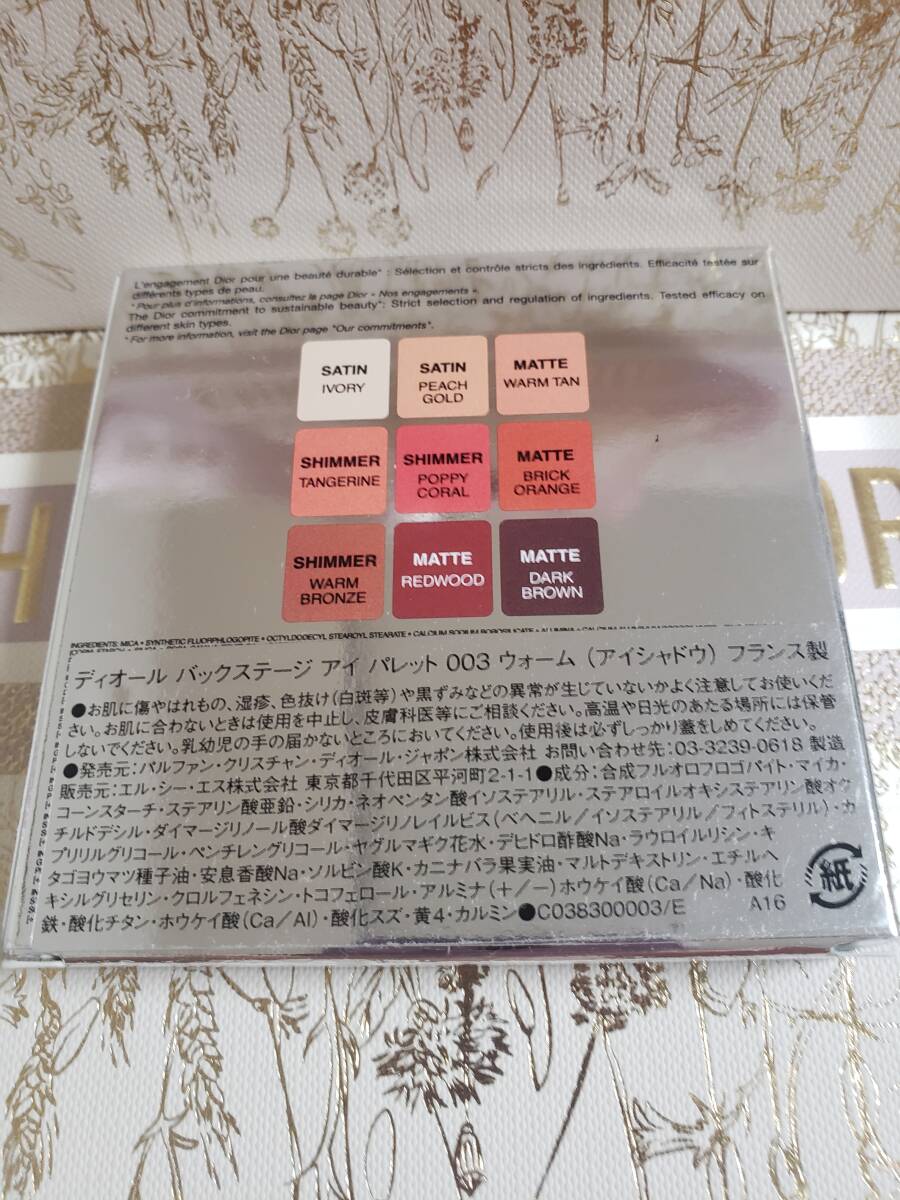 L'engagement Dior pour une beauté durable* : Sélection et contrôle stricts des ingrédients. Efficacité testée sur
différents types de peau.
* Pour plus d'informations, consultez la page Dior « Nos engagements ».
The Dior commitment to sustainable beauty*: Strict selection and regulation of ingredients. Tested efficacy on
different skin types.
*For more information, visit the Dior page "Our commitments".
SATIN
IVORY
SATIN
PEACH
GOLD
MATTE
WARM TAN
SHIMMER
TANGERINE
SHIMMER
POPPY
CORAL
MATTE
BRICK
ORANGE
SHIMMER
WARM
BRONZE
MATTE
REDWOOD
MATTE
DARK
BROWN
INGREDIENTS: MICA • SYNTHETIC FLUORPHLOGOPITE • OCTYLDODECYL STEAROYL STEARATE • CALCIUM SODIUM BOROSILICATE • ALUMINA
ディオール バックステージ アイ パレット 003 ウォーム (アイシャドウ) フランス製
●お肌に傷やはれもの、湿疹、色抜け(白斑等)や黒ずみなどの異常が生じていないかよく注意してお使いくだ
さい。お肌に合わないときは使用を中止し、皮膚科医等にご相談ください。高温や日光のあたる場所には保管
しないでください。乳幼児の手の届かないところにおいてください。使用後は必ずしっかり蓋をしめてください。
●発売元:パルファン・クリスチャン・ディオール・ジャポン株式会社 お問い合わせ先:03-3239-0618 製造
販売元:エル・シー・エス株式会社 東京都千代田区平河町2-1-1●成分:合成フルオロフロゴパイト・マイカ・
コーンスターチ・ステアリン酸亜鉛・シリカ・ネオペンタン酸イソステアリル・ステアロイルオキシステアリン酸オク
チルドデシル・ダイマージリノール酸ダイマージリノレイルビス(ベヘニル/イソステアリル/フィトステリル)・カ
プリリルグリコール・ペンチレングリコール・ヤグルマギク花水・デヒドロ酢酸Na・ラウロイルリシン・キ
タゴヨウマツ種子油・安息香酸Na・ソルビン酸K・カニナバラ果実油・マルトデキストリン・エチルヘ
キシルグリセリン・クロルフェネシン・トコフェロール・アルミナ(+/−)ホウケイ酸(Ca/Na)・酸化
鉄・酸化チタン・ホウケイ酸(Ca/Al)・酸化スズ・黄4・カルミン●C038300003/E
紙
A16